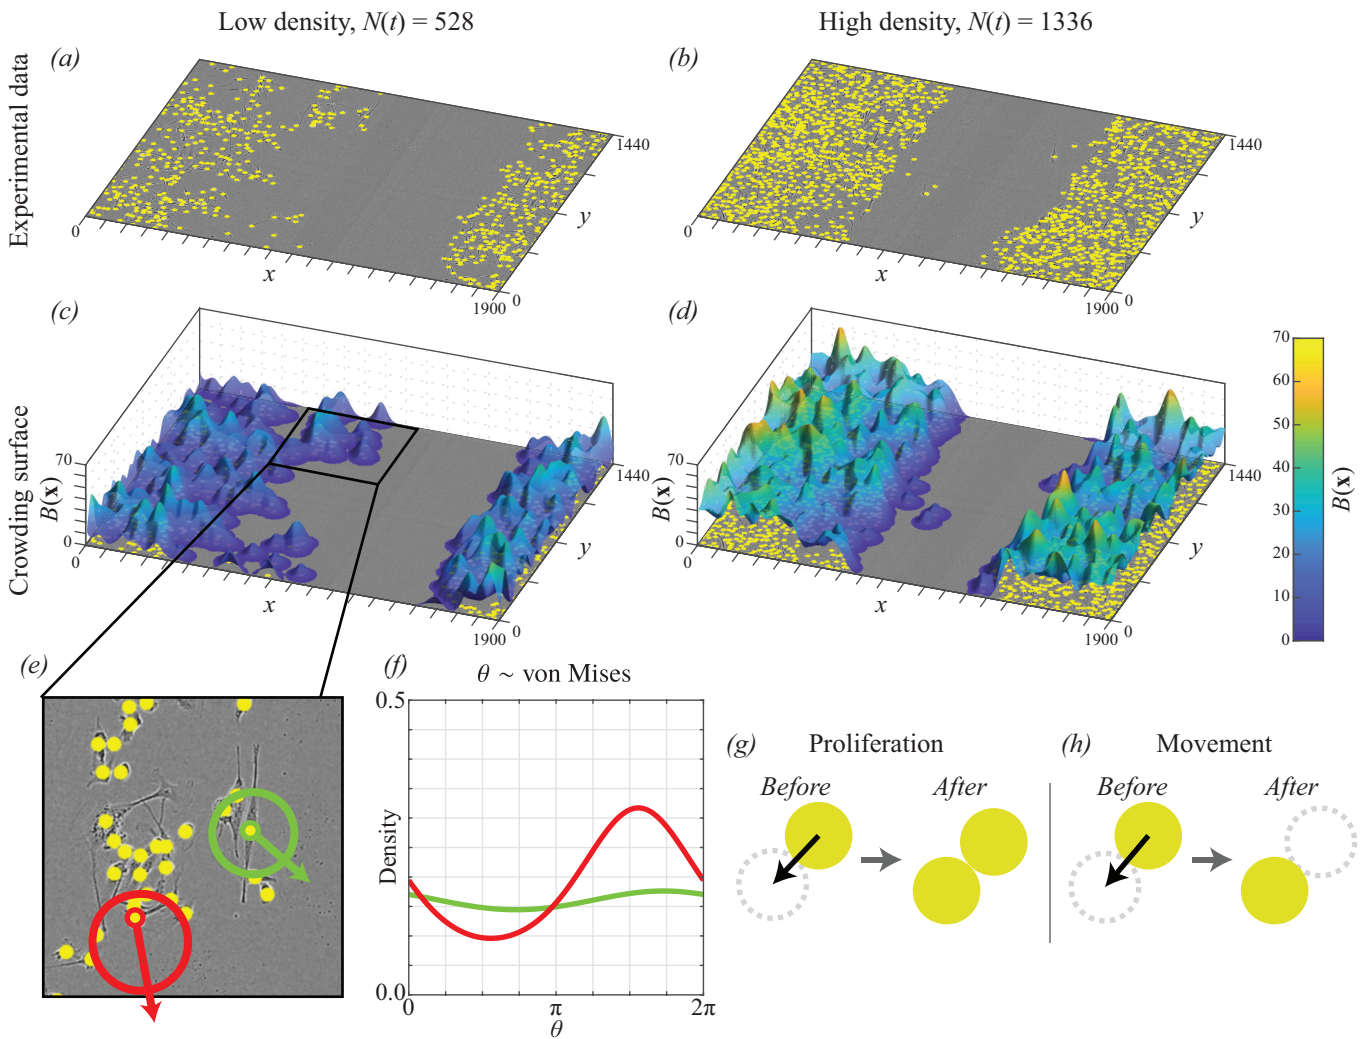 Low density, N(t) = 528
High density, N(t) = 1336
Experimental data
(a)
0
x
1900
0
y
1440
(b)
0
x
1900
0
y
1440
Crowding surface
(c)
70
B(x)
0
0
x
1900
0
y
1440
(d)
70
B(x)
0
0
x
1900
0
y
1440
70
60
50
40
30
20
10
0
B(x)
(e)
(f)
θ ~ von Mises
0.5
Density
0.0
0
π
2π
θ
(g)
Proliferation
Before
After
(h)
Movement
Before
After